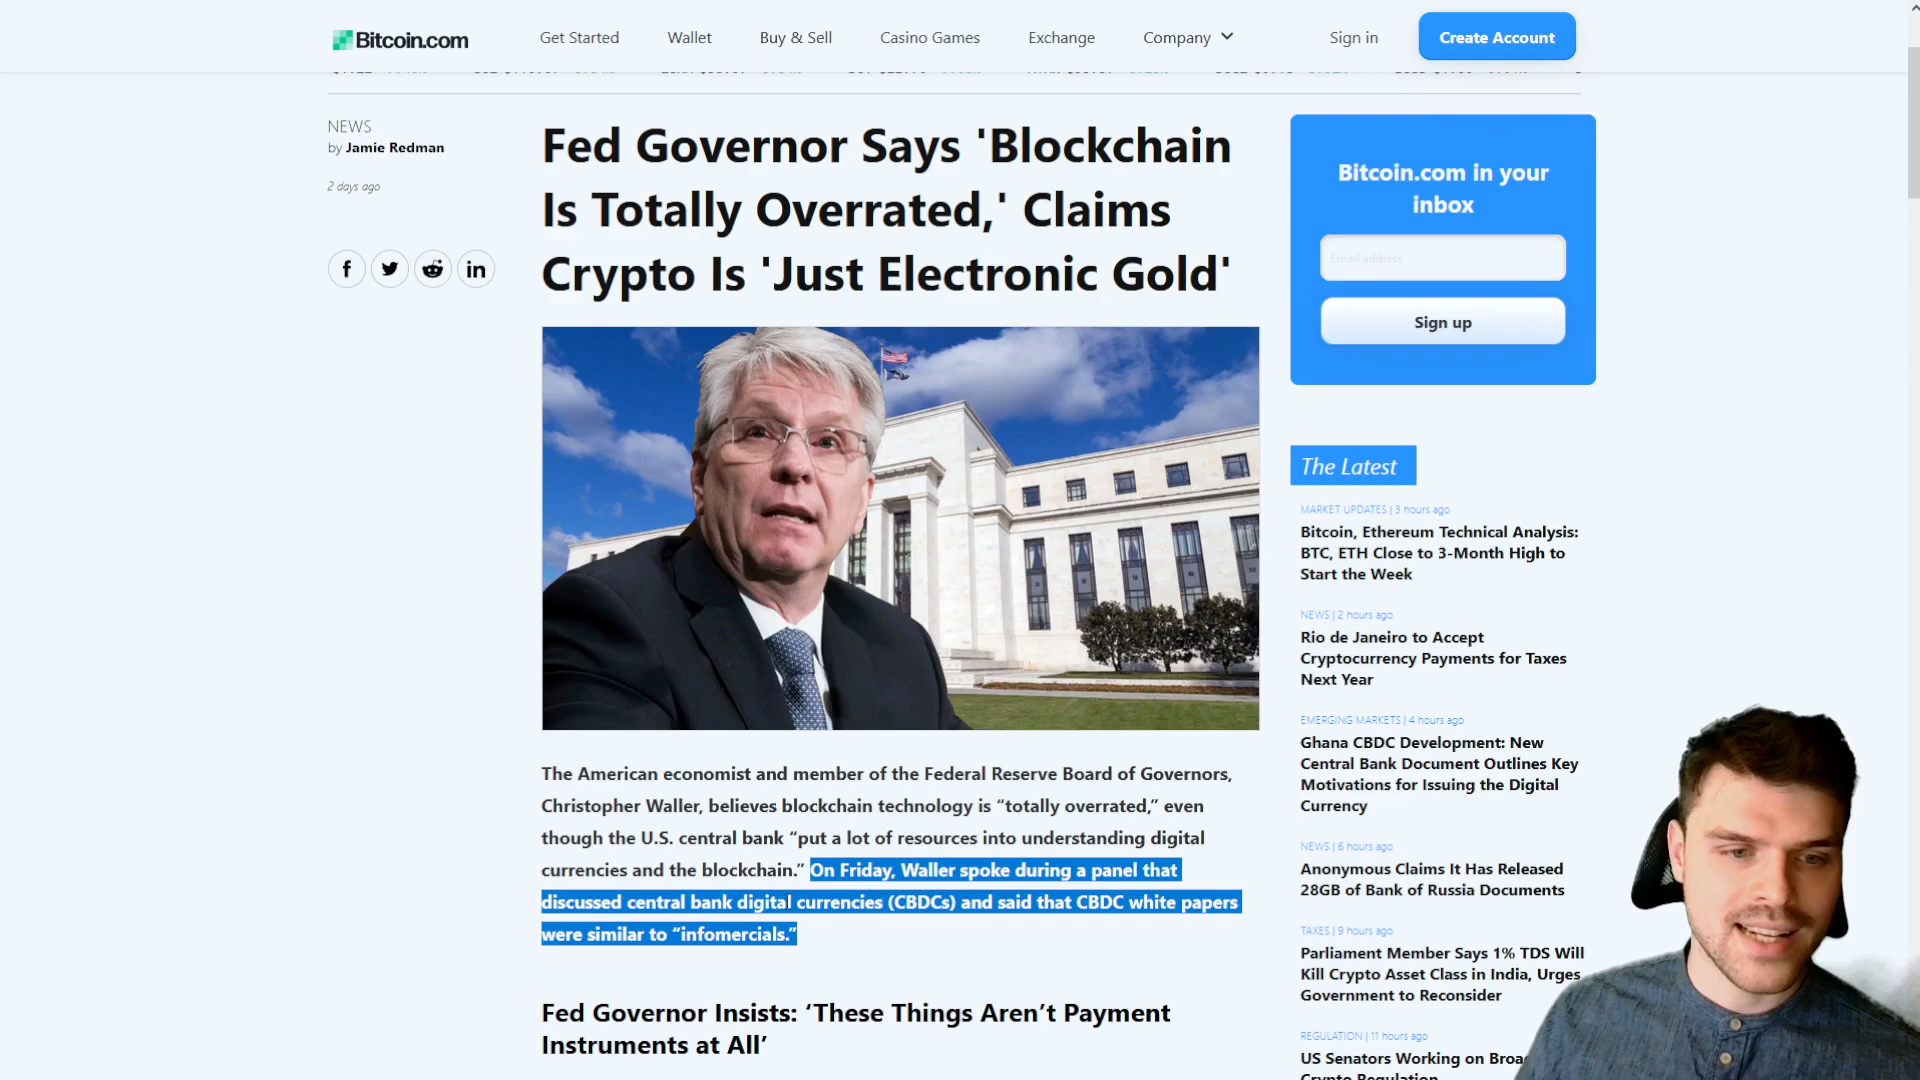 Bitcoin.com
Get Started
Wallet
Buy & Sell
Casino Games
Exchange
Company
Sign in
Create Account
NEWS
by Jamie Redman
2 days ago
Fed Governor Says 'Blockchain
Is Totally Overrated,' Claims
Crypto Is 'Just Electronic Gold'
The American economist and member of the Federal Reserve Board of Governors,
Christopher Waller, believes blockchain technology is “totally overrated,” even
though the U.S. central bank “put a lot of resources into understanding digital
currencies and the blockchain.” On Friday, Waller spoke during a panel that
discussed central bank digital currencies (CBDCs) and said that CBDC white papers
were similar to “infomercials.”
Fed Governor Insists: ‘These Things Aren’t Payment
Instruments at All’
Bitcoin.com in your
inbox
Email address
Sign up
The Latest
MARKET UPDATES | 3 hours ago
Bitcoin, Ethereum Technical Analysis:
BTC, ETH Close to 3-Month High to
Start the Week
NEWS | 2 hours ago
Rio de Janeiro to Accept
Cryptocurrency Payments for Taxes
Next Year
EMERGING MARKETS | 4 hours ago
Ghana CBDC Development: New
Central Bank Document Outlines Key
Motivations for Issuing the Digital
Currency
NEWS | 6 hours ago
Anonymous Claims It Has Released
28GB of Bank of Russia Documents
TAXES | 9 hours ago
Parliament Member Says 1% TDS Will
Kill Crypto Asset Class in India, Urges
Government to Reconsider
REGULATION | 11 hours ago
US Senators Working on
Crypto Regulation